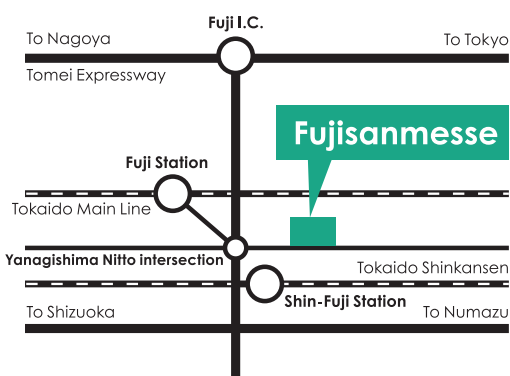 Fuji I.C.
To Nagoya
To Tokyo
Tomei Expressway
Fujisanmesse
Fuji Station
Tokaido Main Line
Yanagishima Nitto intersection
Tokaido Shinkansen
Shin-Fuji Station
To Shizuoka
To Numazu